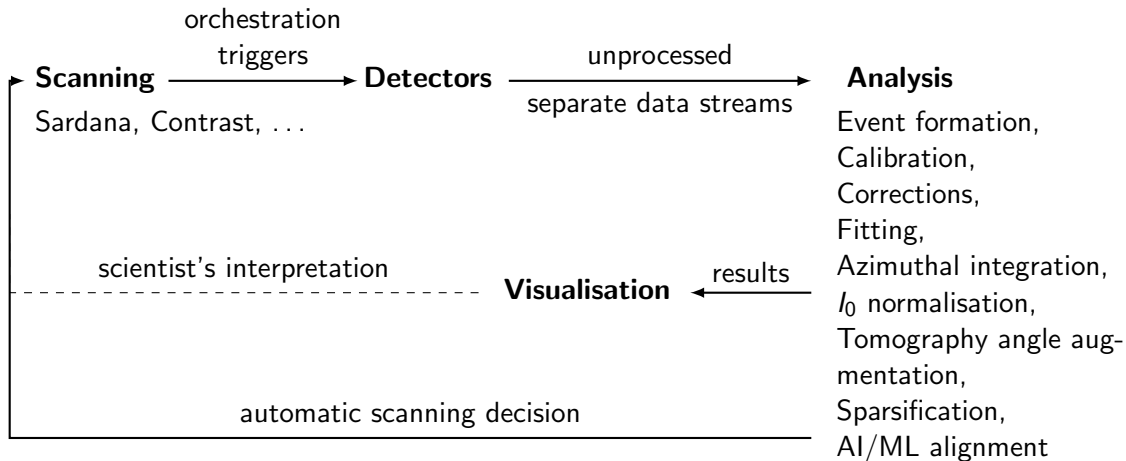 orchestration
triggers
Scanning
Detectors
unprocessed
separate data streams
Analysis
Sardana, Contrast, ...
Event formation,
Calibration,
Corrections,
Fitting,
Azimuthal integration,
I₀ normalisation,
Tomography angle aug-
mentation,
Sparsification,
AI/ML alignment
results
Visualisation
scientist's interpretation
automatic scanning decision